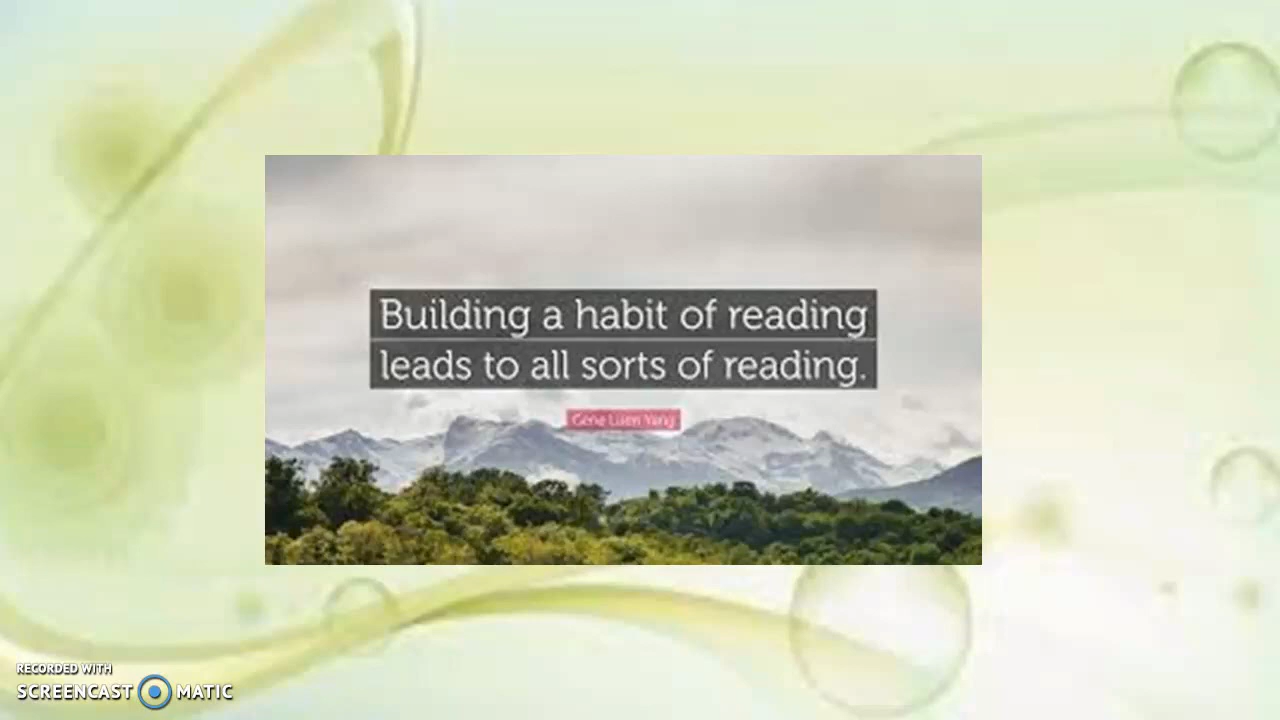 Building a habit of reading
leads to all sorts of reading.
Gene Luen Yang
RECORDED WITH
SCREENCAST MATIC